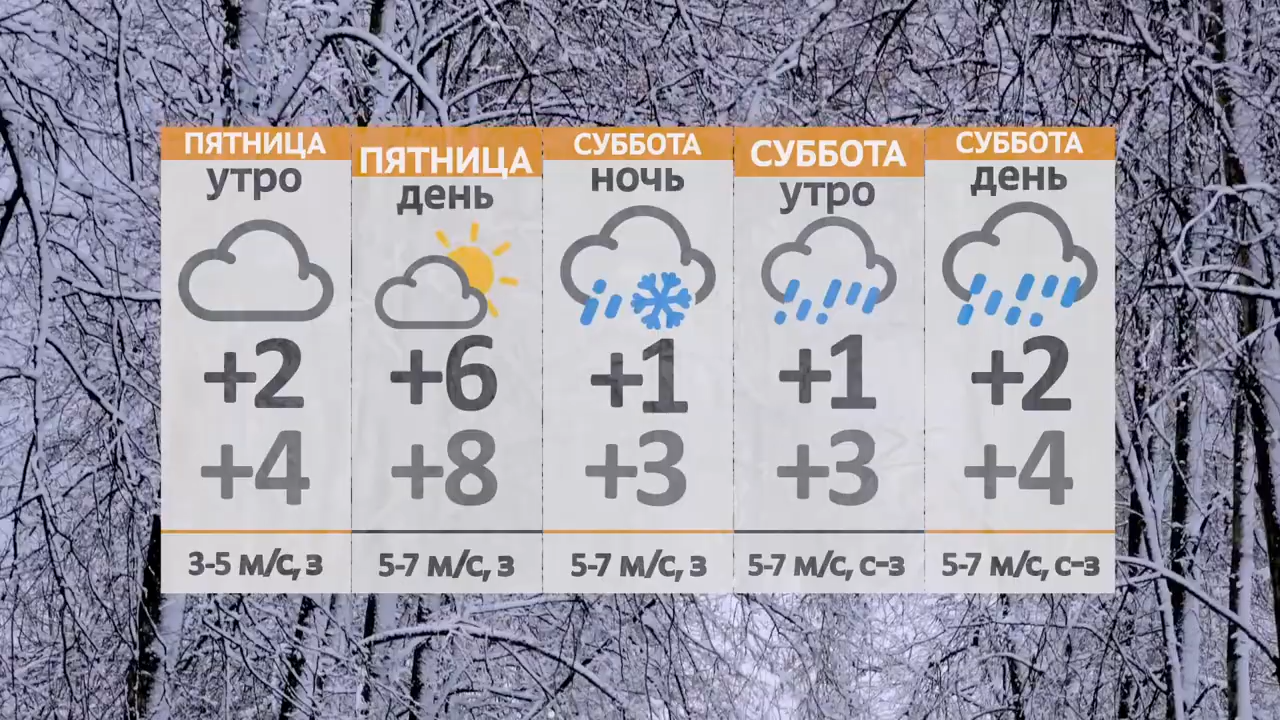 ПЯТНИЦА
утро
+2
+4
3-5 м/с, з
ПЯТНИЦА
день
+6
+8
5-7 м/с, з
СУББОТА
ночь
+1
+3
5-7 м/с, з
СУББОТА
утро
+1
+3
5-7 м/с, с-з
СУББОТА
день
+2
+4
5-7 м/с, с-з